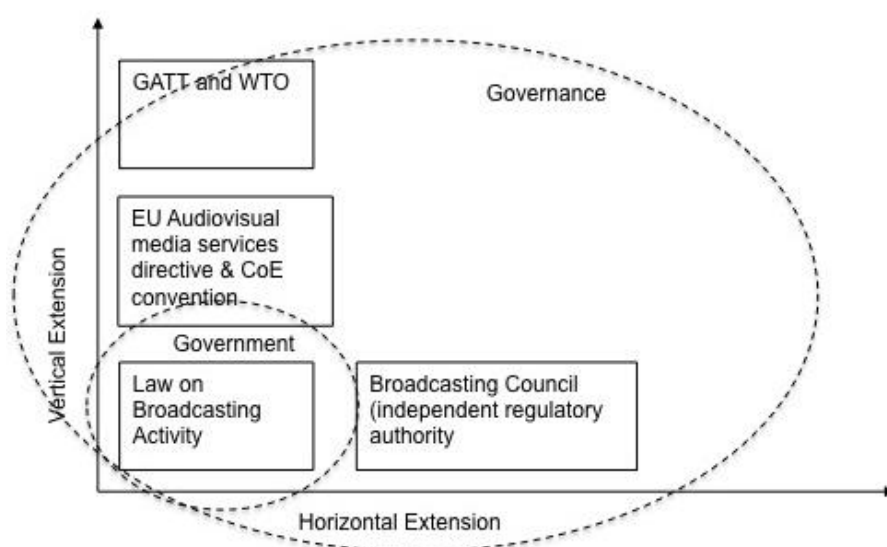 GATT and WTO
Governance
EU Audiovisual
media services
directive & CoE
convention
Government
Law on
Broadcasting
Activity
Broadcasting Council
(independent regulatory
authority
Vertical Extension
Horizontal Extension